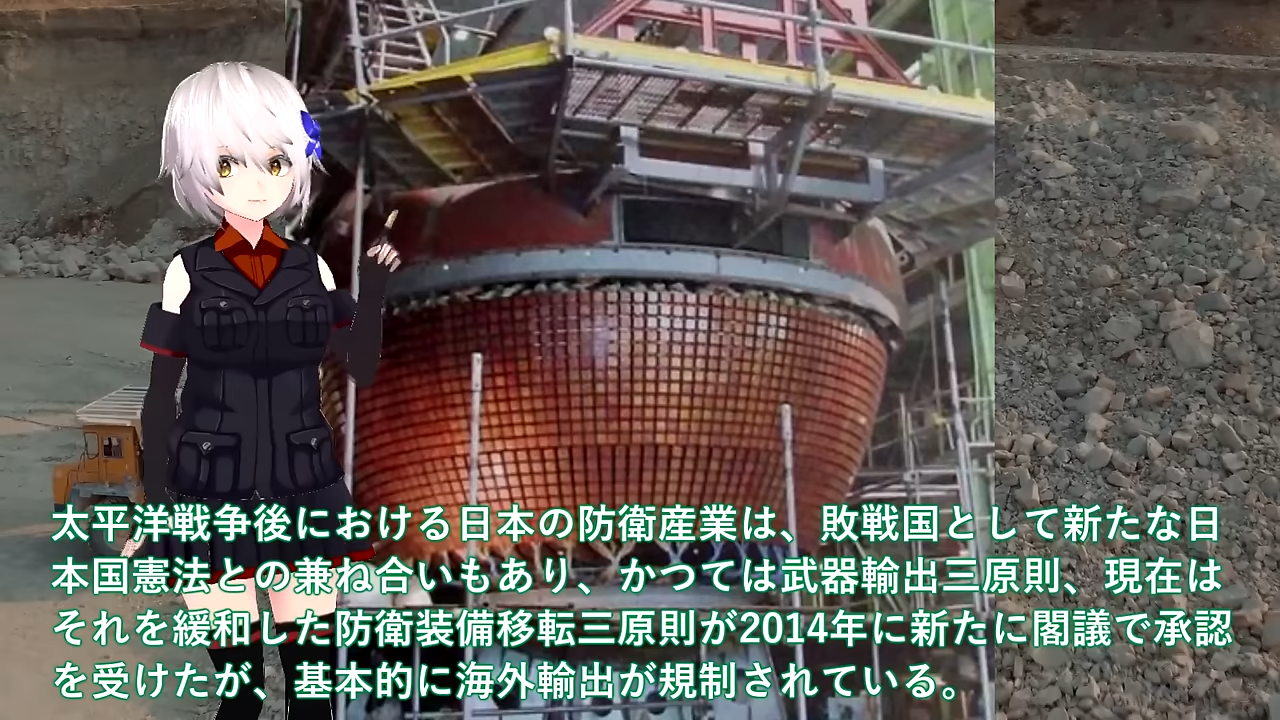 太平洋戦争後における日本の防衛産業は、敗戦国として新たな日
本国憲法との兼ね合いもあり、かつては武器輸出三原則、現在は
それを緩和した防衛装備移転三原則が2014年に新たに閣議で承認
を受けたが、基本的に海外輸出が規制されている。